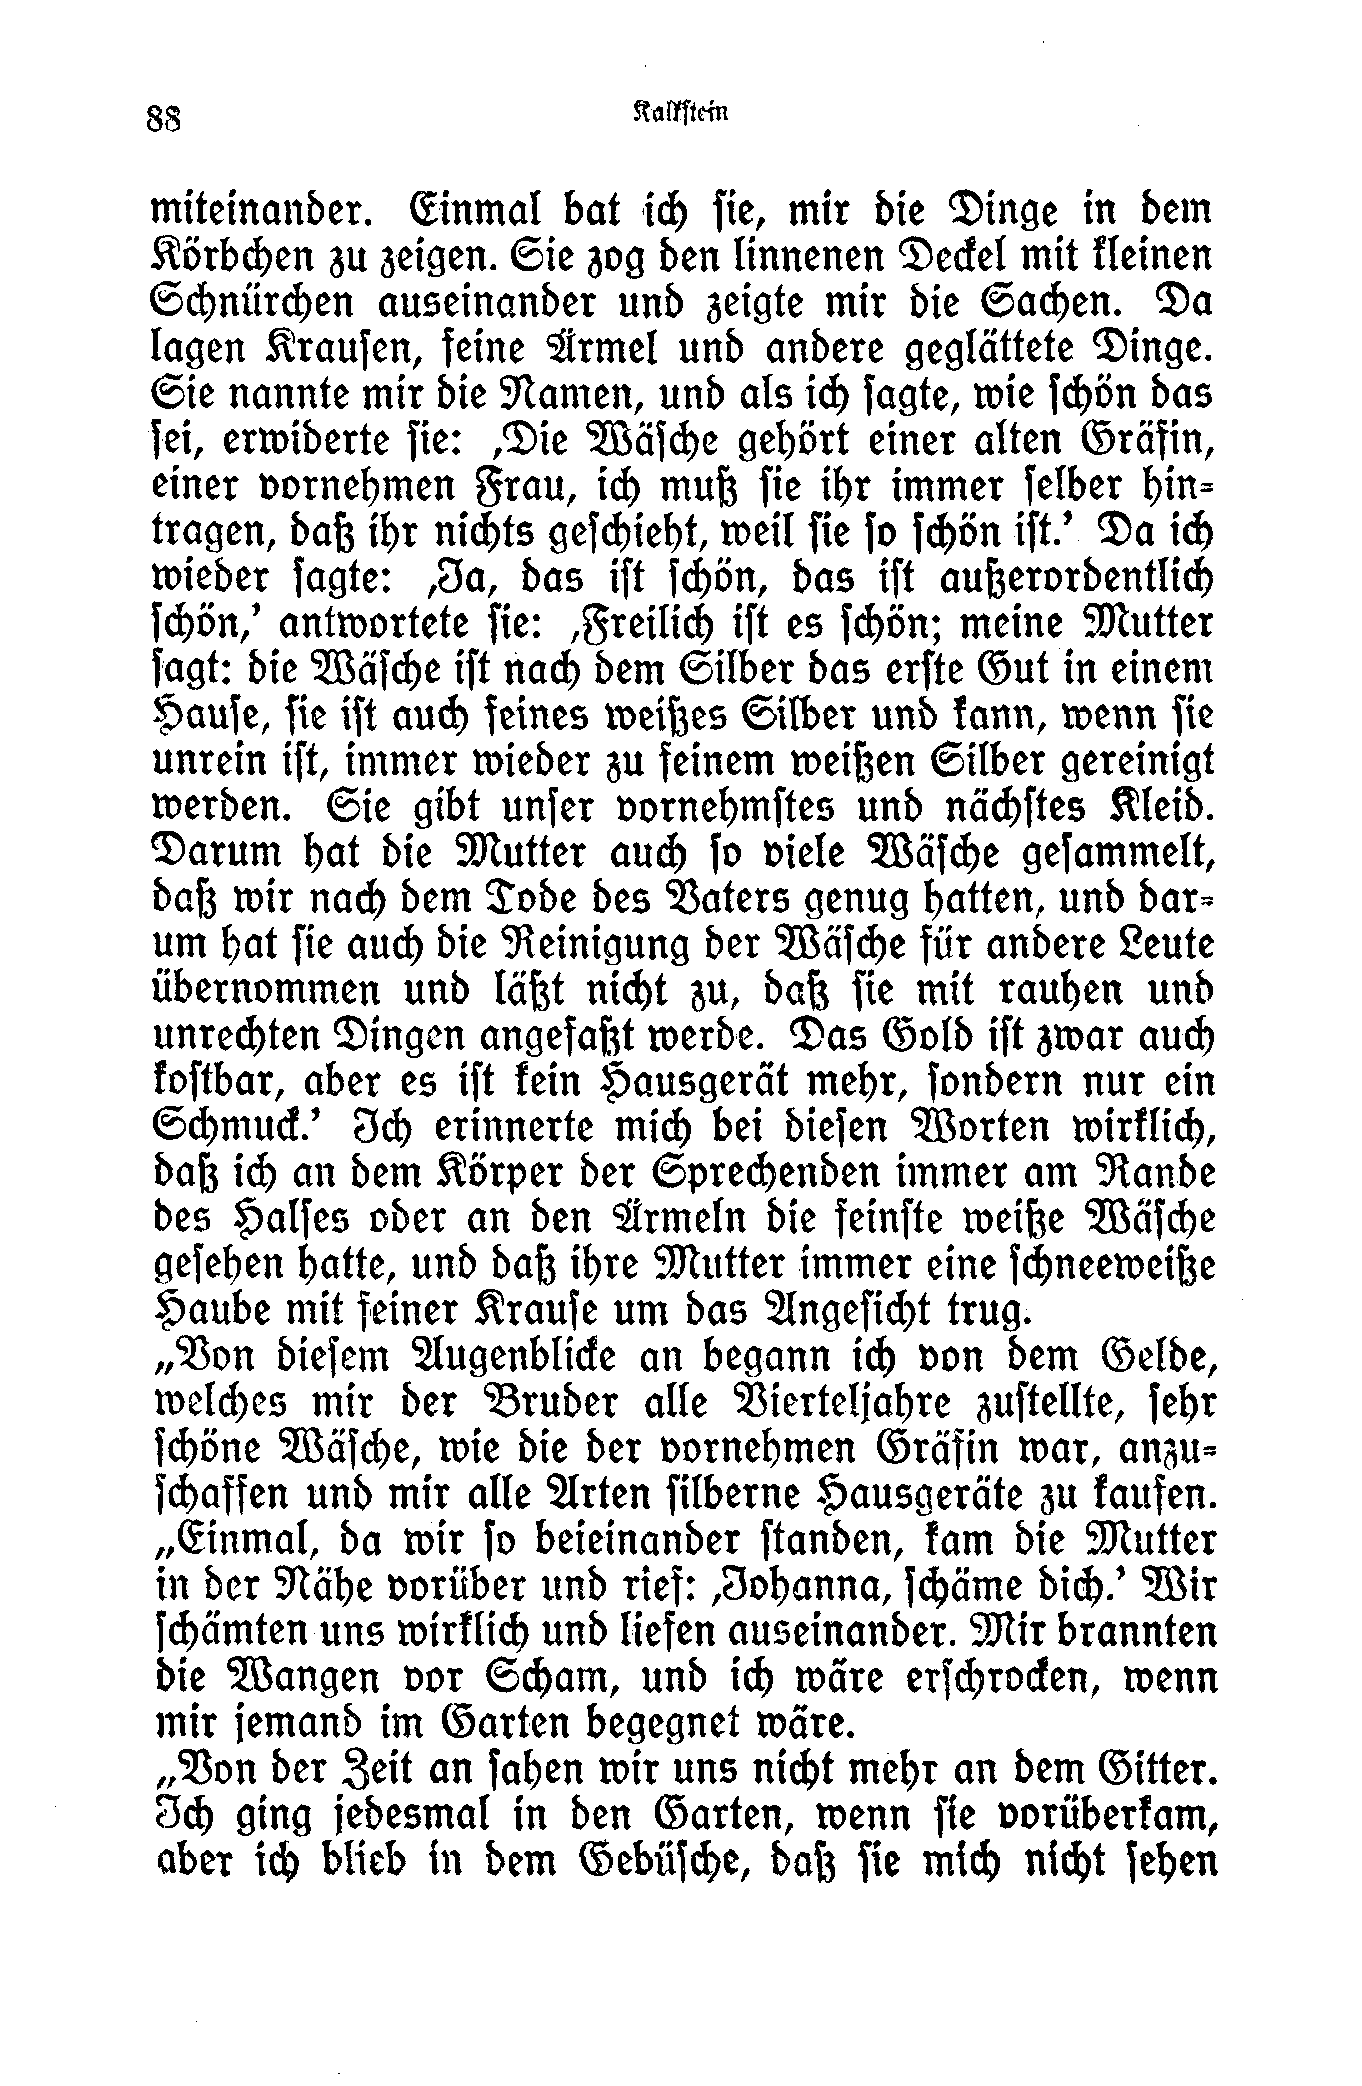 88
Kalkstein
miteinander. Einmal bat ich sie, mir die Dinge in dem
Körbchen zu zeigen. Sie zog den linnenen Deckel mit kleinen
Schnürchen auseinander und zeigte mir die Sachen. Da
lagen Krausen, feine Ärmel und andere geglättete Dinge.
Sie nannte mir die Namen, und als ich sagte, wie schön das
sei, erwiderte sie: ‚Die Wäsche gehört einer alten Gräfin,
einer vornehmen Frau, ich muß sie ihr immer selber hin-
tragen, daß ihr nichts geschieht, weil sie so schön ist.’ Da ich
wieder sagte: ‚Ja, das ist schön, das ist außerordentlich
schön,’ antwortete sie: ‚Freilich ist es schön; meine Mutter
sagt: die Wäsche ist nach dem Silber das erste Gut in einem
Hause, sie ist auch feines weißes Silber und kann, wenn sie
unrein ist, immer wieder zu feinem weißen Silber gereinigt
werden. Sie gibt unser vornehmstes und nächstes Kleid.
Darum hat die Mutter auch so viele Wäsche gesammelt,
daß wir nach dem Tode des Vaters genug hatten, und dar-
um hat sie auch die Reinigung der Wäsche für andere Leute
übernommen und läßt nicht zu, daß sie mit rauhen und
unrechten Dingen angefaßt werde. Das Gold ist zwar auch
kostbar, aber es ist kein Hausgerät mehr, sondern nur ein
Schmuck.’ Ich erinnerte mich bei diesen Worten wirklich,
daß ich an dem Körper der Sprechenden immer am Rande
des Halses oder an den Ärmeln die feinste weiße Wäsche
gesehen hatte, und daß ihre Mutter immer eine schneeweiße
Haube mit feiner Krause um das Angesicht trug.
„Von diesem Augenblicke an begann ich von dem Gelde,
welches mir der Bruder alle Vierteljahre zustellte, sehr
schöne Wäsche, wie die der vornehmen Gräfin war, anzu-
schaffen und mir alle Arten silberne Hausgeräte zu kaufen.
„Einmal, da wir so beieinander standen, kam die Mutter
in der Nähe vorüber und rief: ‚Johanna, schäme dich.’ Wir
schämten uns wirklich und liefen auseinander. Mir brannten
die Wangen vor Scham, und ich wäre erschrocken, wenn
mir jemand im Garten begegnet wäre.
„Von der Zeit an sahen wir uns nicht mehr an dem Gitter.
Ich ging jedesmal in den Garten, wenn sie vorüberkam,
aber ich blieb in dem Gebüsche, daß sie mich nicht sehen